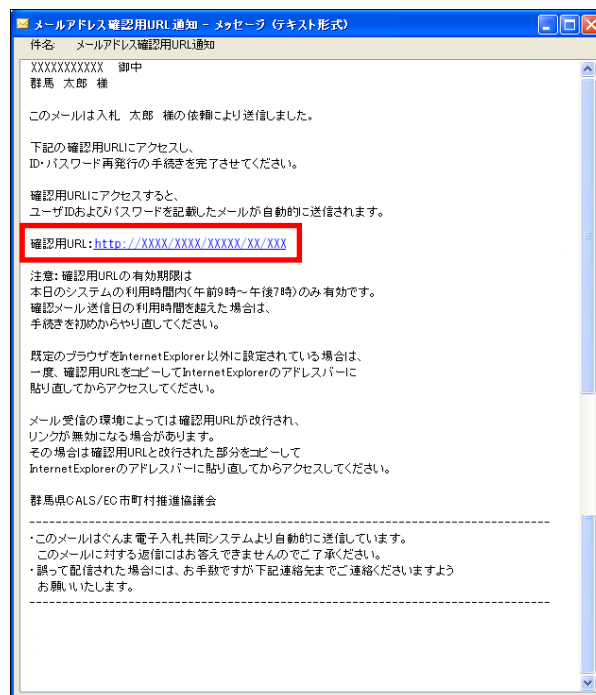 メールアドレス確認用URL通知 - メッセージ (テキスト形式)
件名: メールアドレス確認用URL通知
XXXXXXXXXXX 御中
群馬 太郎 様
このメールは入札 太郎 様の依頼により送信しました。
下記の確認用URLにアクセスし、
ID・パスワード再発行の手続きを完了させてください。
確認用URLにアクセスすると、
ユーザIDおよびパスワードを記載したメールが自動的に送信されます。
確認用URL:http://XXXX/XXXX/XXXXX/XX/XXX
注意:確認用URLの有効期限は
本日のシステムの利用時間内(午前9時～午後7時)のみ有効です。
確認メール送信日の利用時間を超えた場合は、
手続きを初めからやり直してください。
既定のブラウザをInternetExplorer以外に設定されている場合は、
一度、確認用URLをコピーしてInternetExplorerのアドレスバーに
貼り直してからアクセスしてください。
メール受信の環境によっては確認用URLが改行され、
リンクが無効になる場合があります。
その場合は確認用URLと改行された部分をコピーして
InternetExplorerのアドレスバーに貼り直してからアクセスしてください。
群馬県CALS/EC市町村推進協議会
--------------------------------------------------------------------------
・このメールはぐんま電子入札共同システムより自動的に送信しています。
このメールに対する返信にはお答えできませんのでご了承ください。
・誤って配信された場合には、お手数ですが下記連絡先までご連絡くださいますよう
お願いいたします。
--------------------------------------------------------------------------